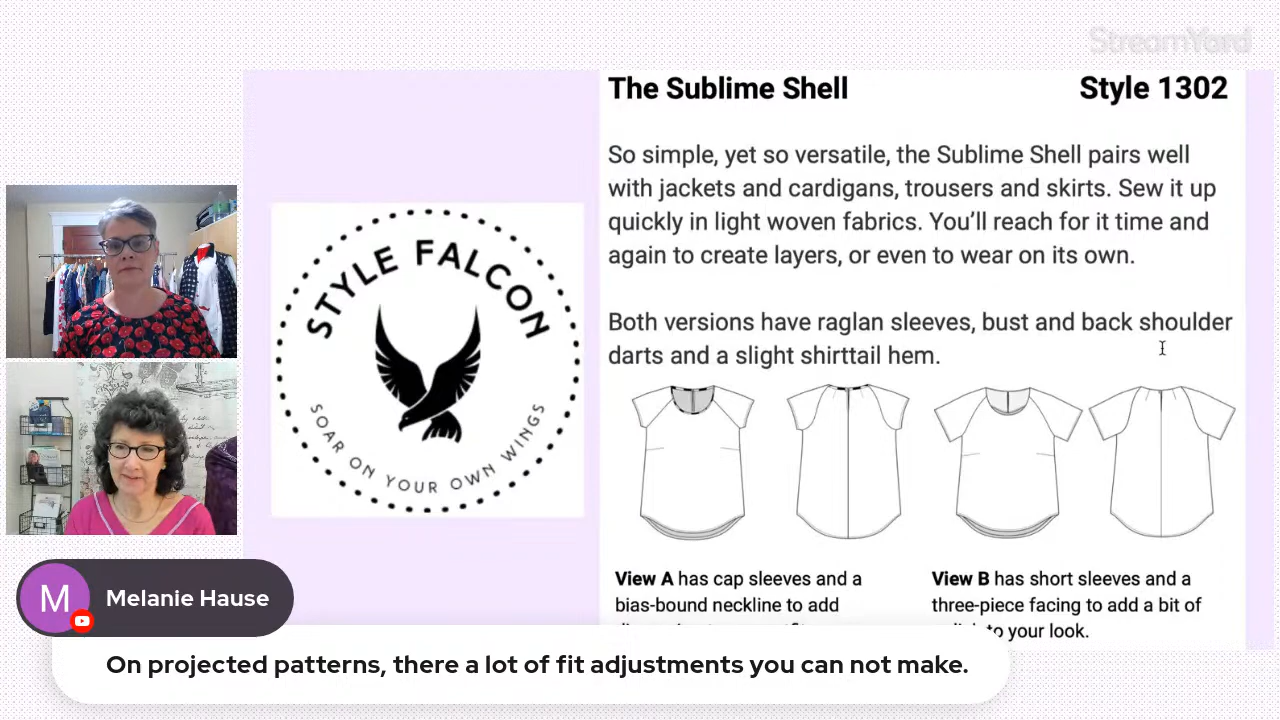 StreamYard
The Sublime Shell
Style 1302
So simple, yet so versatile, the Sublime Shell pairs well
with jackets and cardigans, trousers and skirts. Sew it up
quickly in light woven fabrics. You’ll reach for it time and
again to create layers, or even to wear on its own.
Both versions have raglan sleeves, bust and back shoulder
darts and a slight shirttail hem.
STYLE FALCON
SOAR ON YOUR OWN WINGS
View A has cap sleeves and a
bias-bound neckline to add
View B has short sleeves and a
three-piece facing to add a bit of
to your look.
M
Melanie Hause
On projected patterns, there a lot of fit adjustments you can not make.